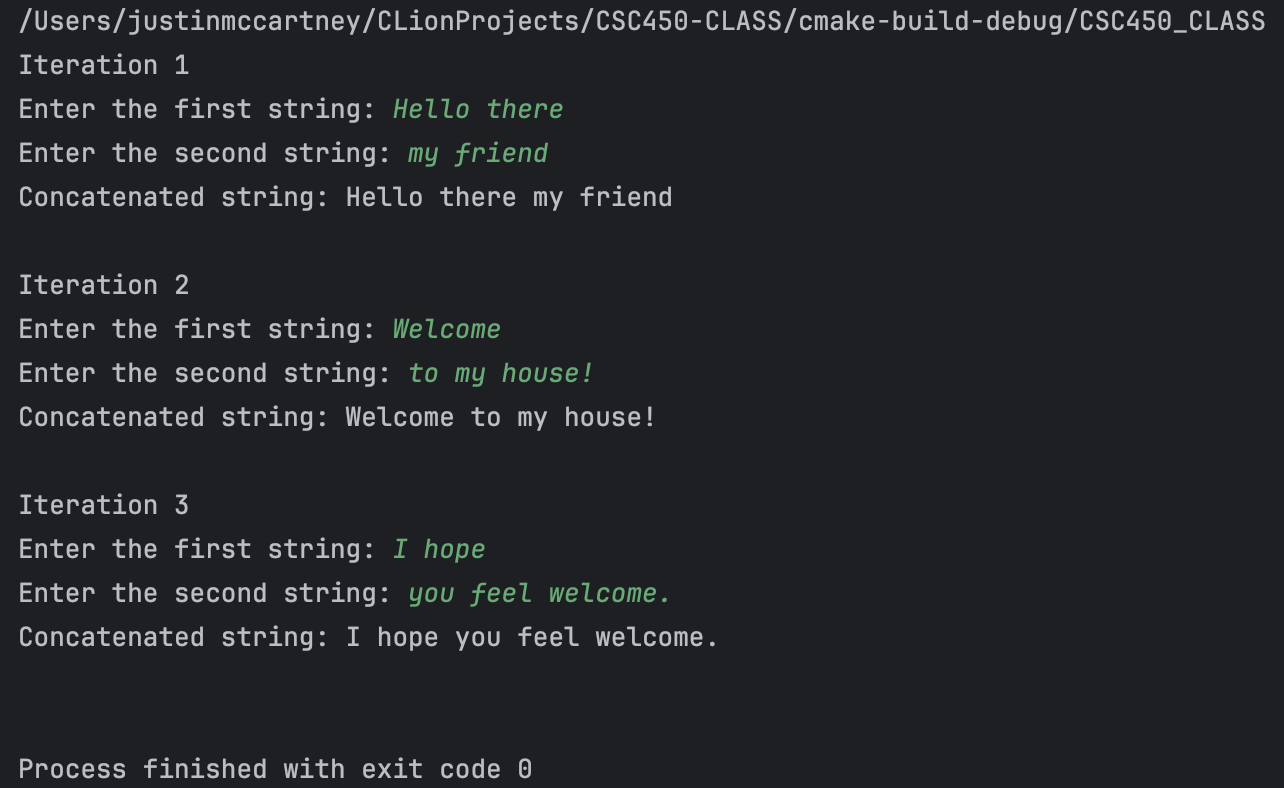 /Users/justinmccartney/CLionProjects/CSC450-CLASS/cmake-build-debug/CSC450_CLASS
Iteration 1
Enter the first string: Hello there
Enter the second string: my friend
Concatenated string: Hello there my friend
Iteration 2
Enter the first string: Welcome
Enter the second string: to my house!
Concatenated string: Welcome to my house!
Iteration 3
Enter the first string: I hope
Enter the second string: you feel welcome.
Concatenated string: I hope you feel welcome.
Process finished with exit code 0